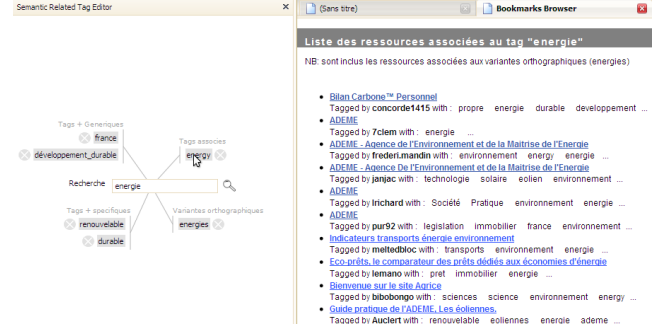 Semantic Related Tag Editor
Tags + Generiques
france
développement_durable
Tags associes
energy
Recherche energie
Tags + specifiques
renouvelable
durable
Variantes orthographiques
energies
(Sans titre)
Bookmarks Browser
Liste des ressources associées au tag "energie"
NB: sont inclus les ressources associées aux variantes orthographiques (energies)
Bilan Carbone™ Personnel
Tagged by concorde1415 with : propre energie durable developpement ...
ADEME
Tagged by 7clem with : energie ...
ADEME - Agence de l'Environnement et de la Maitrise de l'Energie
Tagged by frederi.mandin with : environnement energy energie ...
ADEME - Agence De l'Environnement et de la Maitrise de l'Energie
Tagged by janjac with : technologie solaire eolien environnement ...
ADEME
Tagged by lrichard with : Société Pratique environnement energie ...
ADEME
Tagged by pur92 with : legislation immobilier france environnement ...
Indicateurs transports énergie environnement
Tagged by meltedbloc with : transports environnement energie ...
Eco-prêts, le comparateur des prêts dédiés aux économies d'énergie
Tagged by lemano with : pret immobilier energie ...
Bienvenue sur le site Agrice
Tagged by bibobongo with : sciences science environnement energy ...
Guide pratique de l'ADEME, Les éoliennes.
Tagged by Auclert with : renouvelable eoliennes energie ademe ...